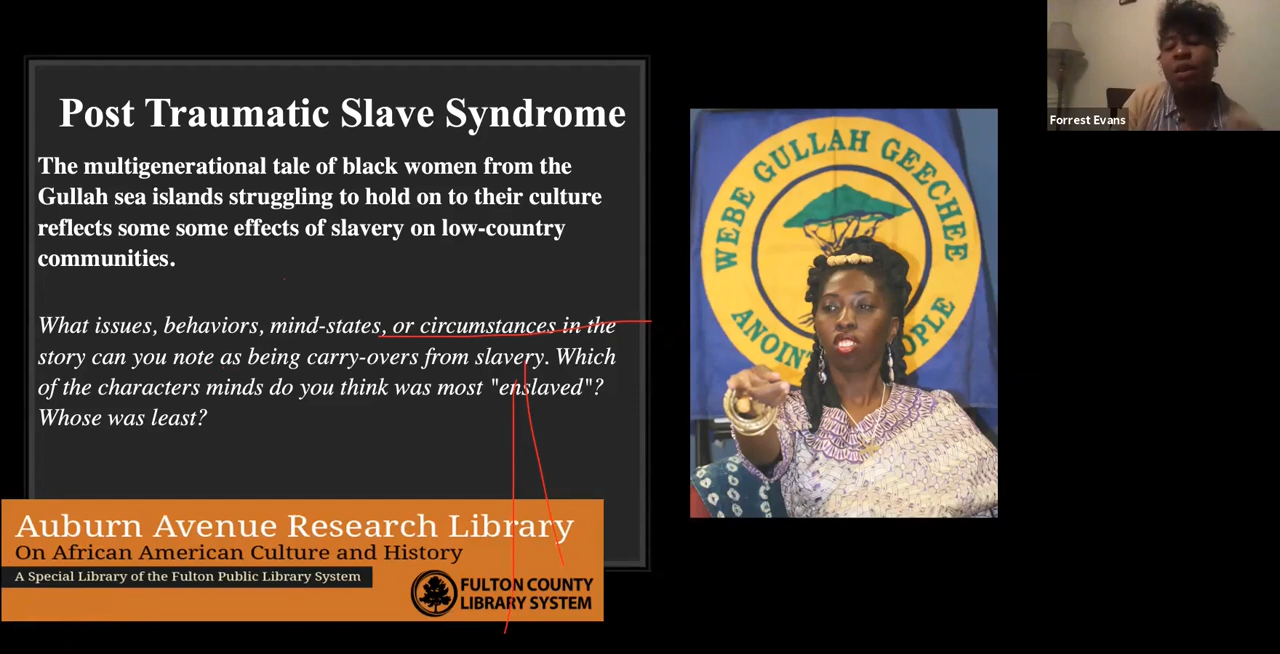 Post Traumatic Slave Syndrome
The multigenerational tale of black women from the
Gullah sea islands struggling to hold on to their culture
reflects some some effects of slavery on low-country
communities.
What issues, behaviors, mind-states, or circumstances in the
story can you note as being carry-overs from slavery. Which
of the characters minds do you think was most "enslaved"?
Whose was least?
Auburn Avenue Research Library
On African American Culture and History
A Special Library of the Fulton Public Library System
FULTON COUNTY
LIBRARY SYSTEM
WEBE GULLAH GEECHEE
Forrest Evans